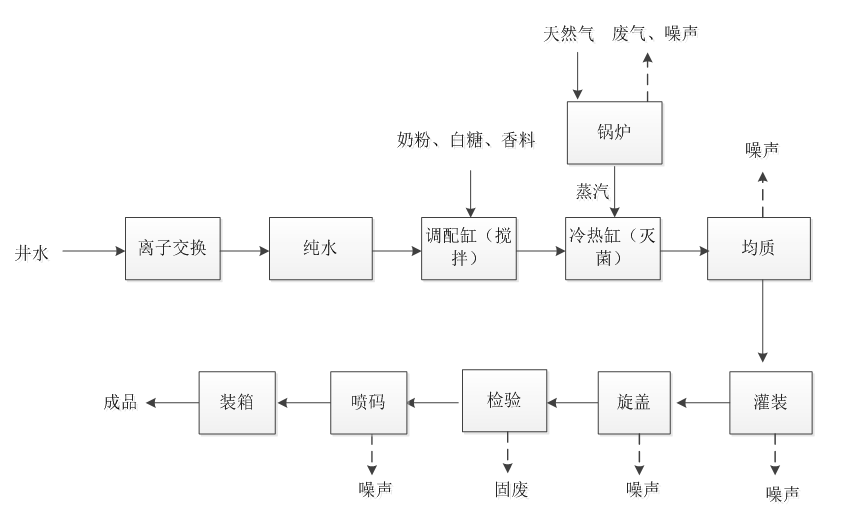 天然气 废气、噪声
锅炉
奶粉、白糖、香料
噪声
蒸汽
井水
离子交换
纯水
调配缸（搅
拌）
冷热缸（灭
菌）
均质
成品
装箱
喷码
检验
旋盖
灌装
噪声
固废
噪声
噪声